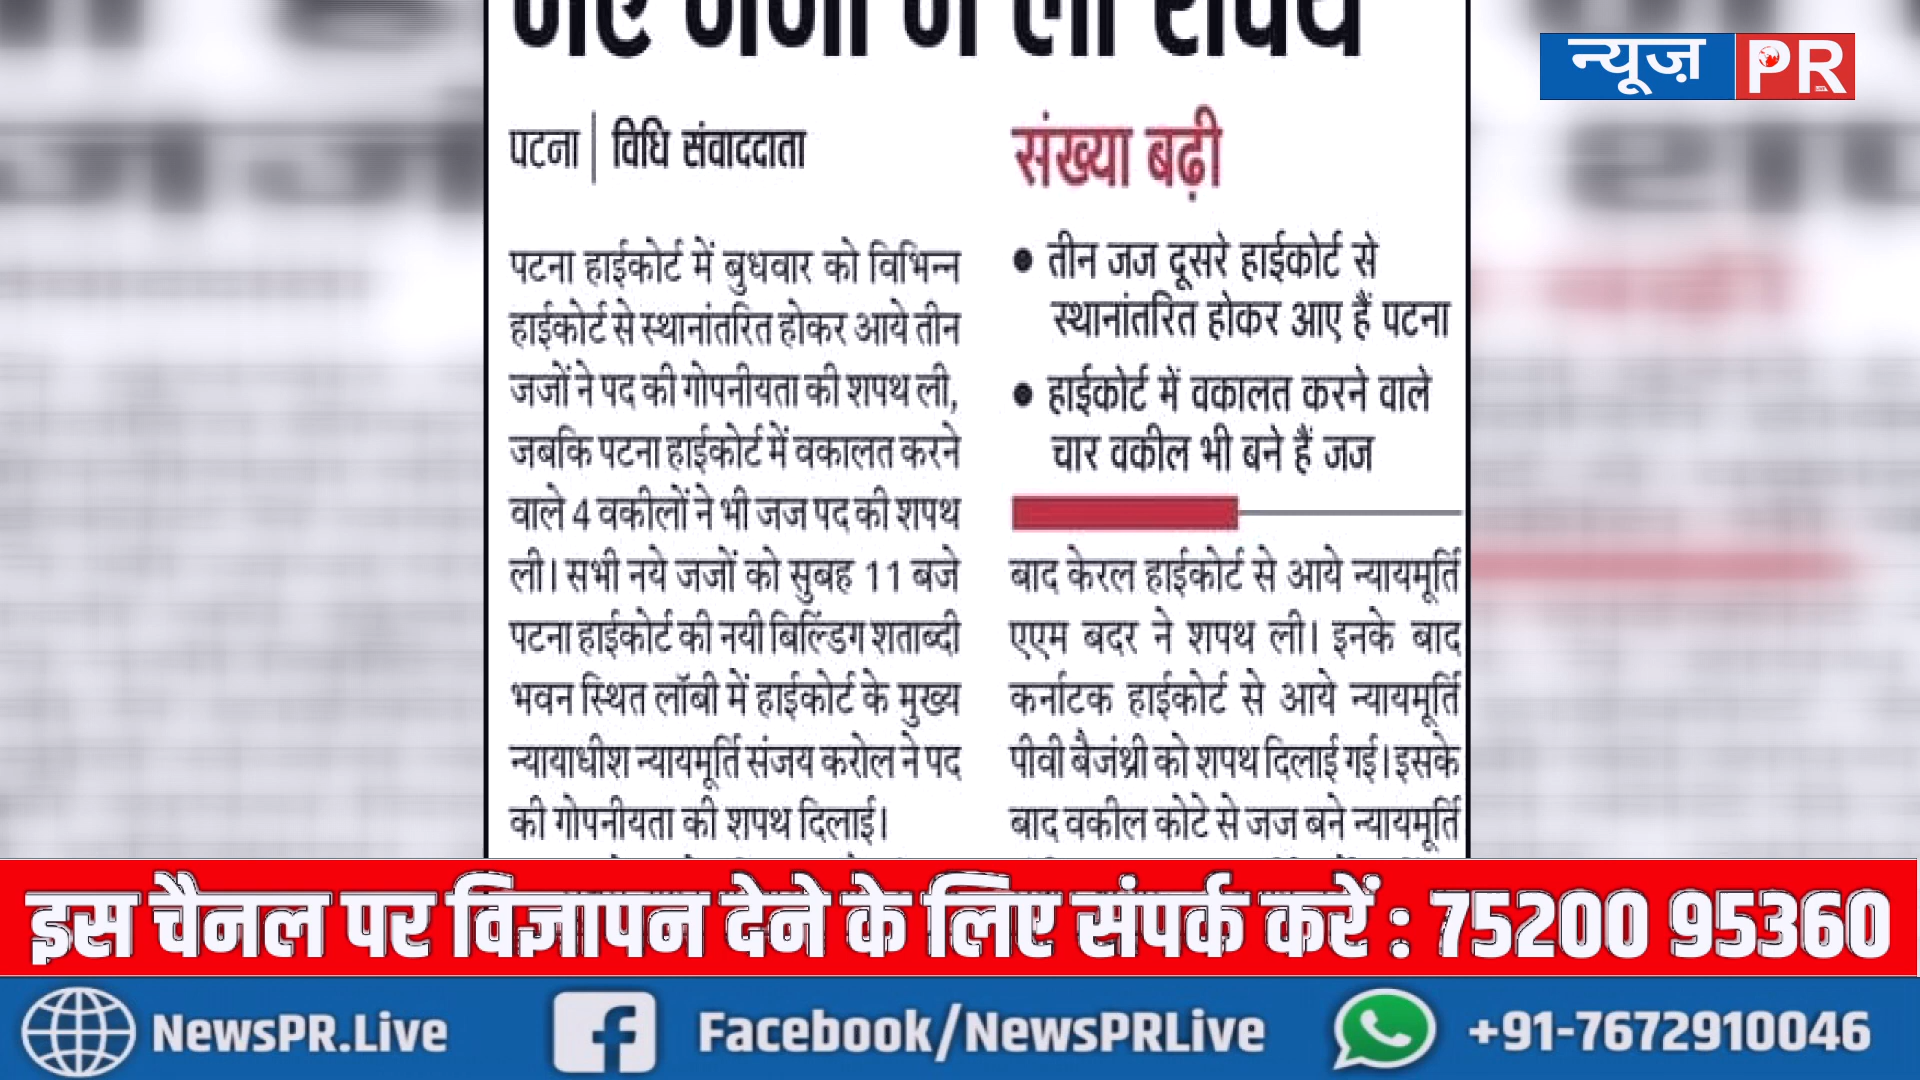 न्यूज़ PR
पटना | विधि संवाददाता
पटना हाईकोर्ट में बुधवार को विभिन्न
हाईकोर्ट से स्थानांतरित होकर आये तीन
जजों ने पद की गोपनीयता की शपथ ली,
जबकि पटना हाईकोर्ट में वकालत करने
वाले 4 वकीलों ने भी जज पद की शपथ
ली। सभी नये जजों को सुबह 11 बजे
पटना हाईकोर्ट की नयी बिल्डिंग शताब्दी
भवन स्थित लॉबी में हाईकोर्ट के मुख्य
न्यायाधीश न्यायमूर्ति संजय करोल ने पद
की गोपनीयता की शपथ दिलाई।
संख्या बढ़ी
● तीन जज दूसरे हाईकोर्ट से
स्थानांतरित होकर आए हैं पटना
● हाईकोर्ट में वकालत करने वाले
चार वकील भी बने हैं जज
बाद केरल हाईकोर्ट से आये न्यायमूर्ति
एएम बदर ने शपथ ली। इनके बाद
कर्नाटक हाईकोर्ट से आये न्यायमूर्ति
पीवी बैजंथ्री को शपथ दिलाई गई। इसके
बाद वकील कोटे से जज बने न्यायमूर्ति
इस चैनल पर विज्ञापन देने के लिए संपर्क करें : 75200 95360
NewsPR.Live
Facebook/NewsPRLive
+91-7672910046